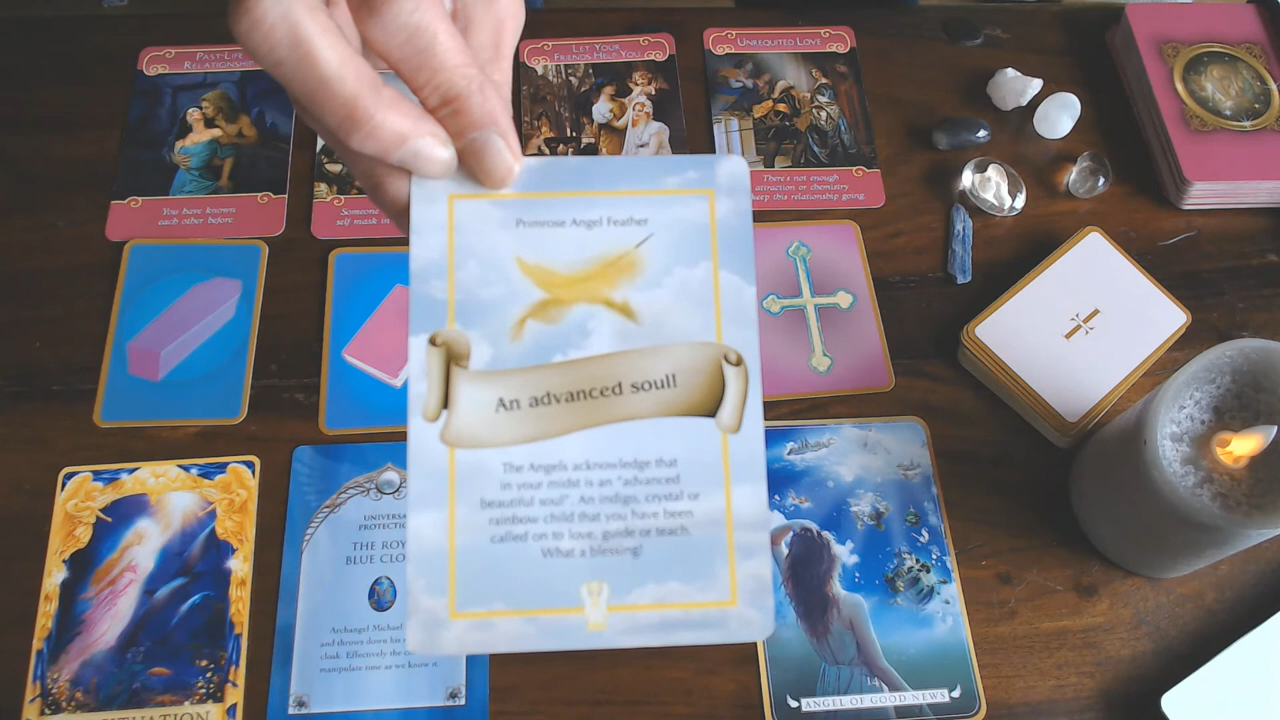 PAST-LIFE
RELATIONSHIP
You have known
each other before.
Someone
self mask in
LET YOUR
FRIENDS HELP YOU
UNREQUITED LOVE
There's not enough
attraction or chemistry
keep this relationship going.
Primrose Angel Feather
An advanced soul!
The Angels acknowledge that
in your midst is an "advanced
beautiful soul". An indigo, crystal or
rainbow child that you have been
called on to love, guide or teach.
What a blessing!
UNIVERSA
PROTECTIO
THE ROY
BLUE CLO
M
Archangel Michael
and throws down his
cloak. Effectively the
manipulate time as we know it.
14
ANGEL OF GOOD NEWS